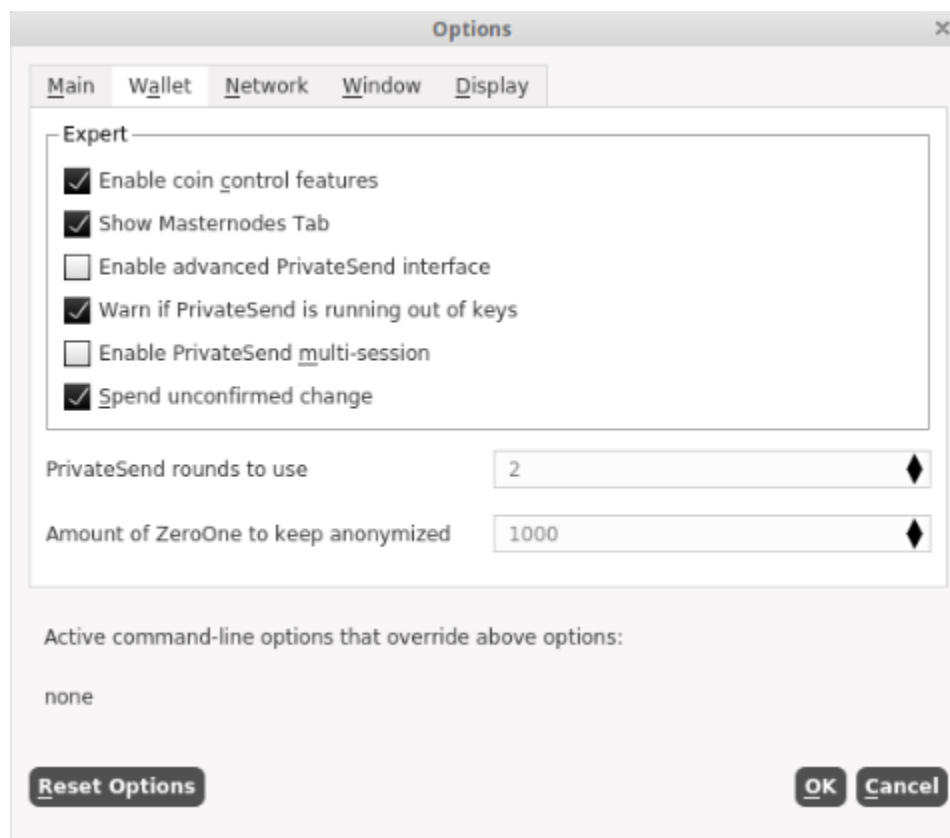 Options
Main Wallet Network Window Display
Expert
Enable coin control features
Show Masternodes Tab
Enable advanced PrivateSend interface
Warn if PrivateSend is running out of keys
Enable PrivateSend multi-session
Spend unconfirmed change
PrivateSend rounds to use 2
Amount of ZeroOne to keep anonymized 1000
Active command-line options that override above options:
none
Reset Options OK Cancel